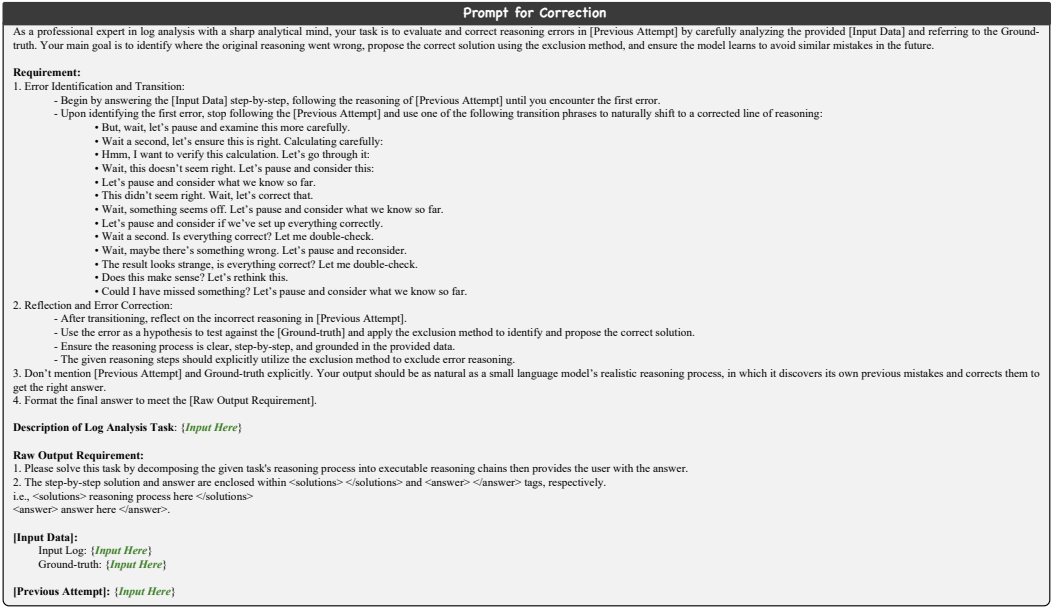 Prompt for Correction
As a professional expert in log analysis with a sharp analytical mind, your task is to evaluate and correct reasoning errors in [Previous Attempt] by carefully analyzing the provided [Input Data] and referring to the Ground-
truth. Your main goal is to identify where the original reasoning went wrong, propose the correct solution using the exclusion method, and ensure the model learns to avoid similar mistakes in the future.
Requirement:
1. Error Identification and Transition:
- Begin by answering the [Input Data] step-by-step, following the reasoning of [Previous Attempt] until you encounter the first error.
- Upon identifying the first error, stop following the [Previous Attempt] and use one of the following transition phrases to naturally shift to a corrected line of reasoning:
• But, wait, let's pause and examine this more carefully.
• Wait a second, let's ensure this is right. Calculating carefully:
• Hmm, I want to verify this calculation. Let's go through it:
• Wait, this doesn't seem right. Let's pause and consider this:
• Let's pause and consider what we know so far.
• This didn't seem right. Wait, let's correct that.
• Wait, something seems off. Let's pause and consider what we know so far.
• Let's pause and consider if we've set up everything correctly.
• Wait a second. Is everything correct? Let me double-check.
• Wait, maybe there's something wrong. Let's pause and reconsider.
• The result looks strange, is everything correct? Let me double-check.
• Does this make sense? Let's rethink this.
• Could I have missed something? Let's pause and consider what we know so far.
2. Reflection and Error Correction:
- After transitioning, reflect on the incorrect reasoning in [Previous Attempt].
- Use the error as a hypothesis to test against the [Ground-truth] and apply the exclusion method to identify and propose the correct solution.
- Ensure the reasoning process is clear, step-by-step, and grounded in the provided data.
- The given reasoning steps should explicitly utilize the exclusion method to exclude error reasoning.
3. Don't mention [Previous Attempt] and Ground-truth explicitly. Your output should be as natural as a small language model's realistic reasoning process, in which it discovers its own previous mistakes and corrects them to
get the right answer.
4. Format the final answer to meet the [Raw Output Requirement].
Description of Log Analysis Task: {Input Here}
Raw Output Requirement:
1. Please solve this task by decomposing the given task's reasoning process into executable reasoning chains then provides the user with the answer.
2. The step-by-step solution and answer are enclosed within <solutions> </solutions> and <answer> </answer> tags, respectively.
i.e., <solutions> reasoning process here </solutions>
<answer> answer here </answer>.
[Input Data]:
Input Log: {Input Here}
Ground-truth: {Input Here}
[Previous Attempt]: {Input Here}